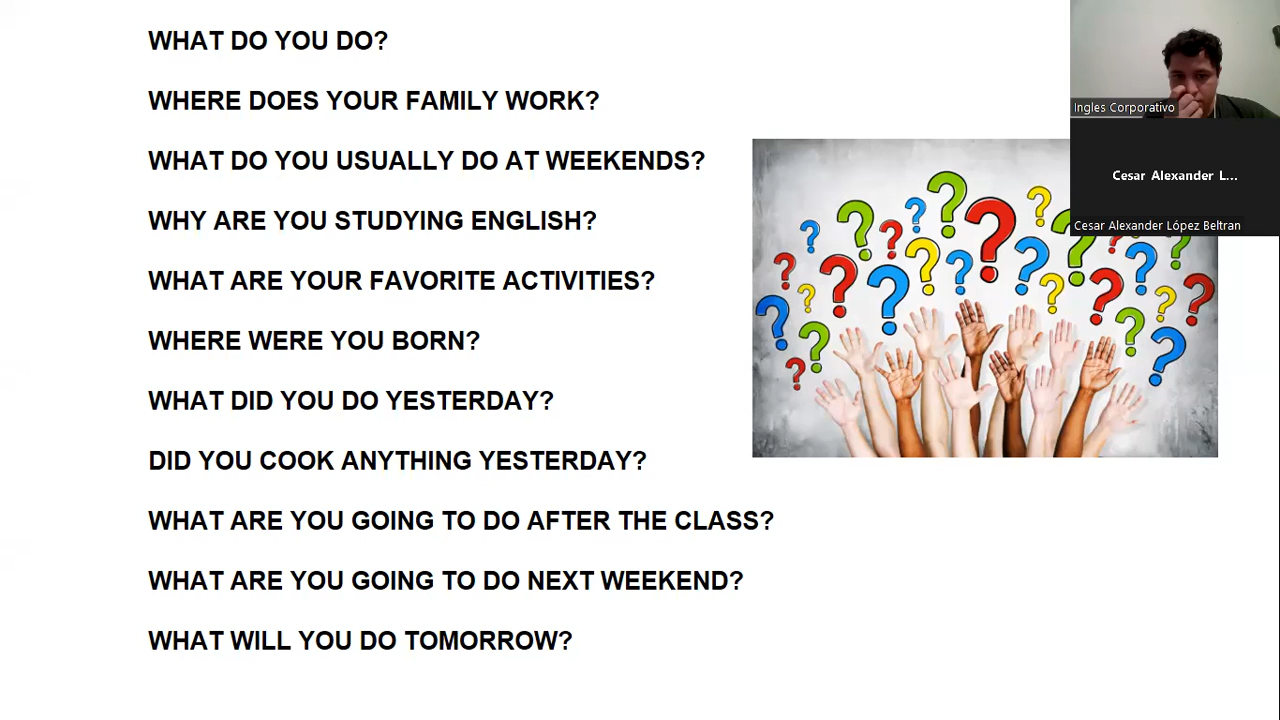 WHAT DO YOU DO?
WHERE DOES YOUR FAMILY WORK?
WHAT DO YOU USUALLY DO AT WEEKENDS?
WHY ARE YOU STUDYING ENGLISH?
WHAT ARE YOUR FAVORITE ACTIVITIES?
WHERE WERE YOU BORN?
WHAT DID YOU DO YESTERDAY?
DID YOU COOK ANYTHING YESTERDAY?
WHAT ARE YOU GOING TO DO AFTER THE CLASS?
WHAT ARE YOU GOING TO DO NEXT WEEKEND?
WHAT WILL YOU DO TOMORROW?
Ingles Corporativo
Cesar Alexander L...
Cesar Alexander López Beltran